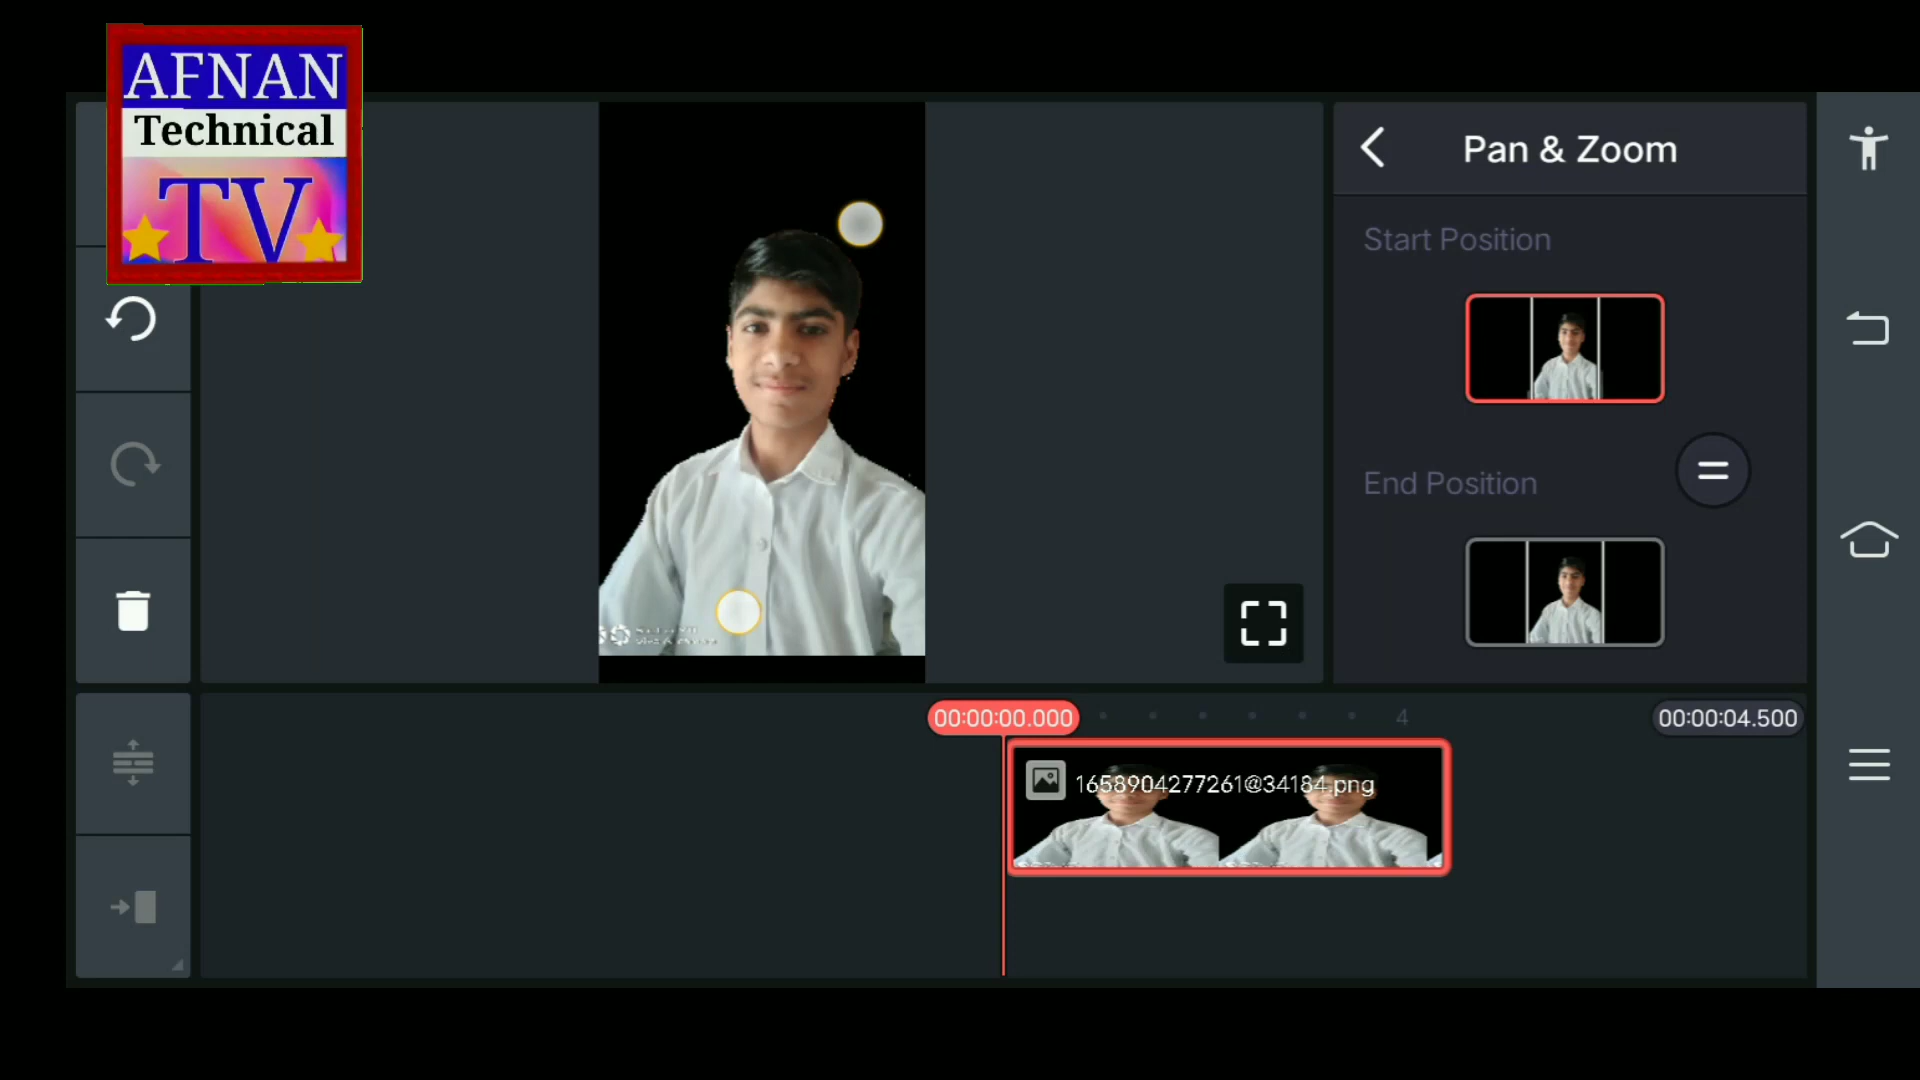 AFNAN
Technical
TV
Pan & Zoom
Start Position
End Position
00:00:00.000
4
00:00:04.500
1658904277261@34184.png